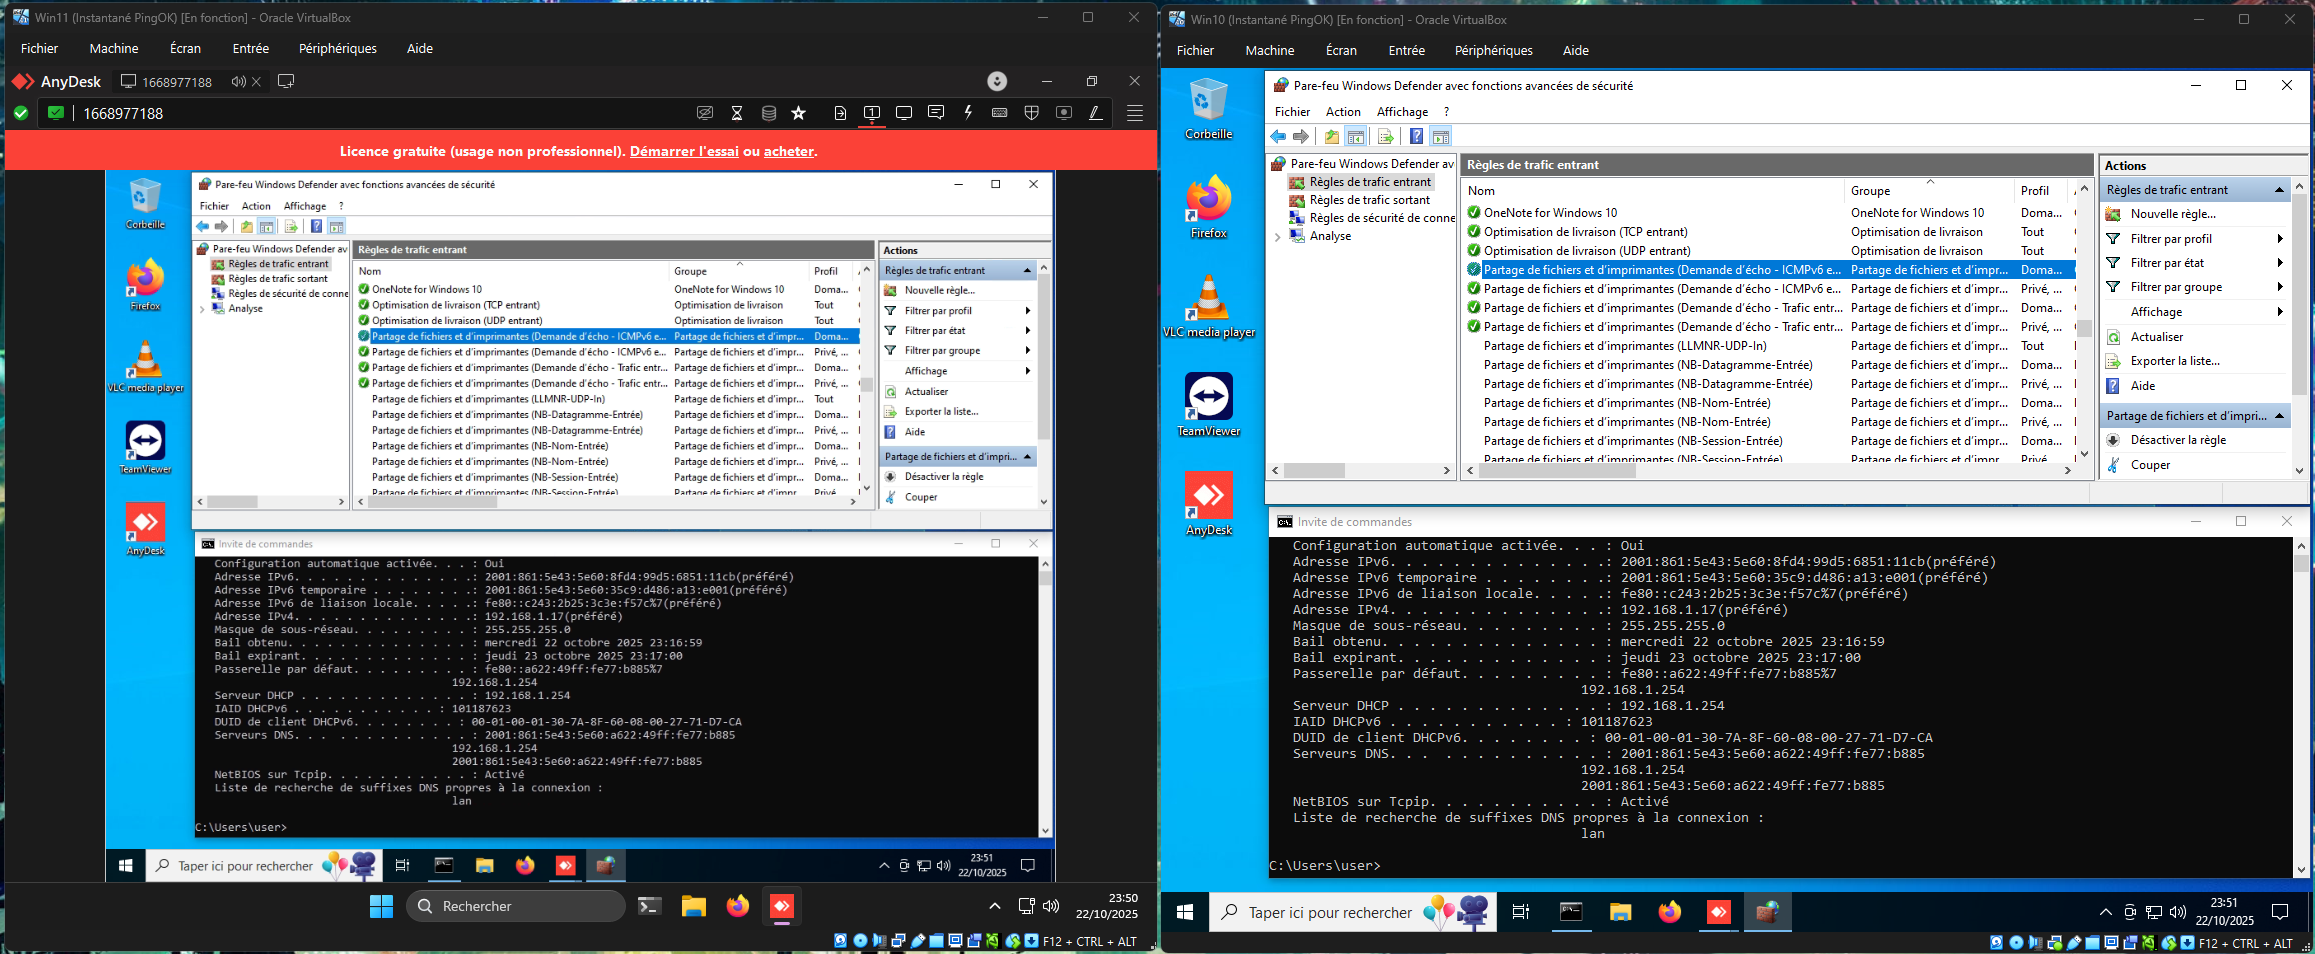 Win11 (Instantané PingOK) [En fonction] - Oracle VirtualBox
Fichier Machine Écran Entrée Périphériques Aide
AnyDesk 1668977188
1668977188
Licence gratuite (usage non professionnel). Démarrer l'essai ou acheter.
Corbeille
Firefox
VLC media player
TeamViewer
AnyDesk
Pare-feu Windows Defender avec fonctions avancées de sécurité
Fichier Action Affichage ?
Pare-feu Windows Defender av
Règles de trafic entrant
Règles de trafic sortant
Règles de sécurité de conne
Analyse
Règles de trafic entrant
Nom Groupe Profil
OneNote for Windows 10 OneNote for Windows 10 Doma...
Optimisation de livraison (TCP entrant) Optimisation de livraison Tout
Optimisation de livraison (UDP entrant) Optimisation de livraison Tout
Partage de fichiers et d'imprimantes (Demande d'écho - ICMPv6 e... Partage de fichiers et d'impr... Doma...
Partage de fichiers et d'imprimantes (Demande d'écho - ICMPv6 e... Partage de fichiers et d'impr... Privé, ...
Partage de fichiers et d'imprimantes (Demande d'écho - Trafic entr... Partage de fichiers et d'impr... Doma...
Partage de fichiers et d'imprimantes (Demande d'écho - Trafic entr... Partage de fichiers et d'impr... Privé, ...
Partage de fichiers et d'imprimantes (LLMNR-UDP-In) Partage de fichiers et d'impr... Tout
Partage de fichiers et d'imprimantes (NB-Datagramme-Entrée) Partage de fichiers et d'impr... Doma...
Partage de fichiers et d'imprimantes (NB-Datagramme-Entrée) Partage de fichiers et d'impr... Privé, ...
Partage de fichiers et d'imprimantes (NB-Nom-Entrée) Partage de fichiers et d'impr... Doma...
Partage de fichiers et d'imprimantes (NB-Nom-Entrée) Partage de fichiers et d'impr... Privé, ...
Partage de fichiers et d'imprimantes (NB-Session-Entrée) Partage de fichiers et d'impr... Doma...
Partage de fichiers et d'imprimantes (NB-Session-Entrée) Partage de fichiers et d'impr... Privé
Actions
Règles de trafic entrant
Nouvelle règle...
Filtrer par profil
Filtrer par état
Filtrer par groupe
Affichage
Actualiser
Exporter la liste...
Aide
Partage de fichiers et d'impri...
Désactiver la règle
Couper
Invite de commandes
Configuration automatique activée. . . : Oui
Adresse IPv6. . . . . . . . . . . . . .: 2001:861:5e43:5e60:8fd4:99d5:6851:11cb(préféré)
Adresse IPv6 temporaire . . . . . . . .: 2001:861:5e43:5e60:35c9:d486:a13:e001(préféré)
Adresse IPv6 de liaison locale. . . . .: fe80::c243:2b25:3c3e:f57c%7(préféré)
Adresse IPv4. . . . . . . . . . . . . .: 192.168.1.17(préféré)
Masque de sous-réseau. . . . . . . . . : 255.255.255.0
Bail obtenu. . . . . . . . . . . . . . : mercredi 22 octobre 2025 23:16:59
Bail expirant. . . . . . . . . . . . . : jeudi 23 octobre 2025 23:17:00
Passerelle par défaut. . . . . . . . . : fe80::a622:49ff:fe77:b885%7
192.168.1.254
Serveur DHCP . . . . . . . . . . . . . : 192.168.1.254
IAID DHCPv6 . . . . . . . . . . . : 101187623
DUID de client DHCPv6. . . . . . . . : 00-01-00-01-30-7A-8F-60-08-00-27-71-D7-CA
Serveurs DNS. . . . . . . . . . . . . : 2001:861:5e43:5e60:a622:49ff:fe77:b885
192.168.1.254
2001:861:5e43:5e60:a622:49ff:fe77:b885
NetBIOS sur Tcpip. . . . . . . . . . . : Activé
Liste de recherche de suffixes DNS propres à la connexion :
lan
C:\Users\user>
Taper ici pour rechercher
23:51
22/10/2025
Rechercher
23:50
22/10/2025
F12 + CTRL + ALT
Win10 (Instantané PingOK) [En fonction] - Oracle VirtualBox
Fichier Machine Écran Entrée Périphériques Aide
Corbeille
Firefox
VLC media player
TeamViewer
AnyDesk
Pare-feu Windows Defender avec fonctions avancées de sécurité
Fichier Action Affichage ?
Pare-feu Windows Defender av
Règles de trafic entrant
Règles de trafic sortant
Règles de sécurité de conne
Analyse
Règles de trafic entrant
Nom Groupe Profil
OneNote for Windows 10 OneNote for Windows 10 Doma...
Optimisation de livraison (TCP entrant) Optimisation de livraison Tout
Optimisation de livraison (UDP entrant) Optimisation de livraison Tout
Partage de fichiers et d'imprimantes (Demande d'écho - ICMPv6 e... Partage de fichiers et d'impr... Doma...
Partage de fichiers et d'imprimantes (Demande d'écho - ICMPv6 e... Partage de fichiers et d'impr... Privé, ...
Partage de fichiers et d'imprimantes (Demande d'écho - Trafic entr... Partage de fichiers et d'impr... Doma...
Partage de fichiers et d'imprimantes (Demande d'écho - Trafic entr... Partage de fichiers et d'impr... Privé, ...
Partage de fichiers et d'imprimantes (LLMNR-UDP-In) Partage de fichiers et d'impr... Tout
Partage de fichiers et d'imprimantes (NB-Datagramme-Entrée) Partage de fichiers et d'impr... Doma...
Partage de fichiers et d'imprimantes (NB-Datagramme-Entrée) Partage de fichiers et d'impr... Privé, ...
Partage de fichiers et d'imprimantes (NB-Nom-Entrée) Partage de fichiers et d'impr... Doma...
Partage de fichiers et d'imprimantes (NB-Nom-Entrée) Partage de fichiers et d'impr... Privé, ...
Partage de fichiers et d'imprimantes (NB-Session-Entrée) Partage de fichiers et d'impr... Doma...
Partage de fichiers et d'imprimantes (NB-Session-Entrée) Partage de fichiers et d'impr... Privé
Actions
Règles de trafic entrant
Nouvelle règle...
Filtrer par profil
Filtrer par état
Filtrer par groupe
Affichage
Actualiser
Exporter la liste...
Aide
Partage de fichiers et d'impri...
Désactiver la règle
Couper
Invite de commandes
Configuration automatique activée. . . : Oui
Adresse IPv6. . . . . . . . . . . . . .: 2001:861:5e43:5e60:8fd4:99d5:6851:11cb(préféré)
Adresse IPv6 temporaire . . . . . . . .: 2001:861:5e43:5e60:35c9:d486:a13:e001(préféré)
Adresse IPv6 de liaison locale. . . . .: fe80::c243:2b25:3c3e:f57c%7(préféré)
Adresse IPv4. . . . . . . . . . . . . .: 192.168.1.17(préféré)
Masque de sous-réseau. . . . . . . . . : 255.255.255.0
Bail obtenu. . . . . . . . . . . . . . : mercredi 22 octobre 2025 23:16:59
Bail expirant. . . . . . . . . . . . . : jeudi 23 octobre 2025 23:17:00
Passerelle par défaut. . . . . . . . . : fe80::a622:49ff:fe77:b885%7
192.168.1.254
Serveur DHCP . . . . . . . . . . . . . : 192.168.1.254
IAID DHCPv6 . . . . . . . . . . . : 101187623
DUID de client DHCPv6. . . . . . . . : 00-01-00-01-30-7A-8F-60-08-00-27-71-D7-CA
Serveurs DNS. . . . . . . . . . . . . : 2001:861:5e43:5e60:a622:49ff:fe77:b885
192.168.1.254
2001:861:5e43:5e60:a622:49ff:fe77:b885
NetBIOS sur Tcpip. . . . . . . . . . . : Activé
Liste de recherche de suffixes DNS propres à la connexion :
lan
C:\Users\user>
Taper ici pour rechercher
23:51
22/10/2025
F12 + CTRL + ALT